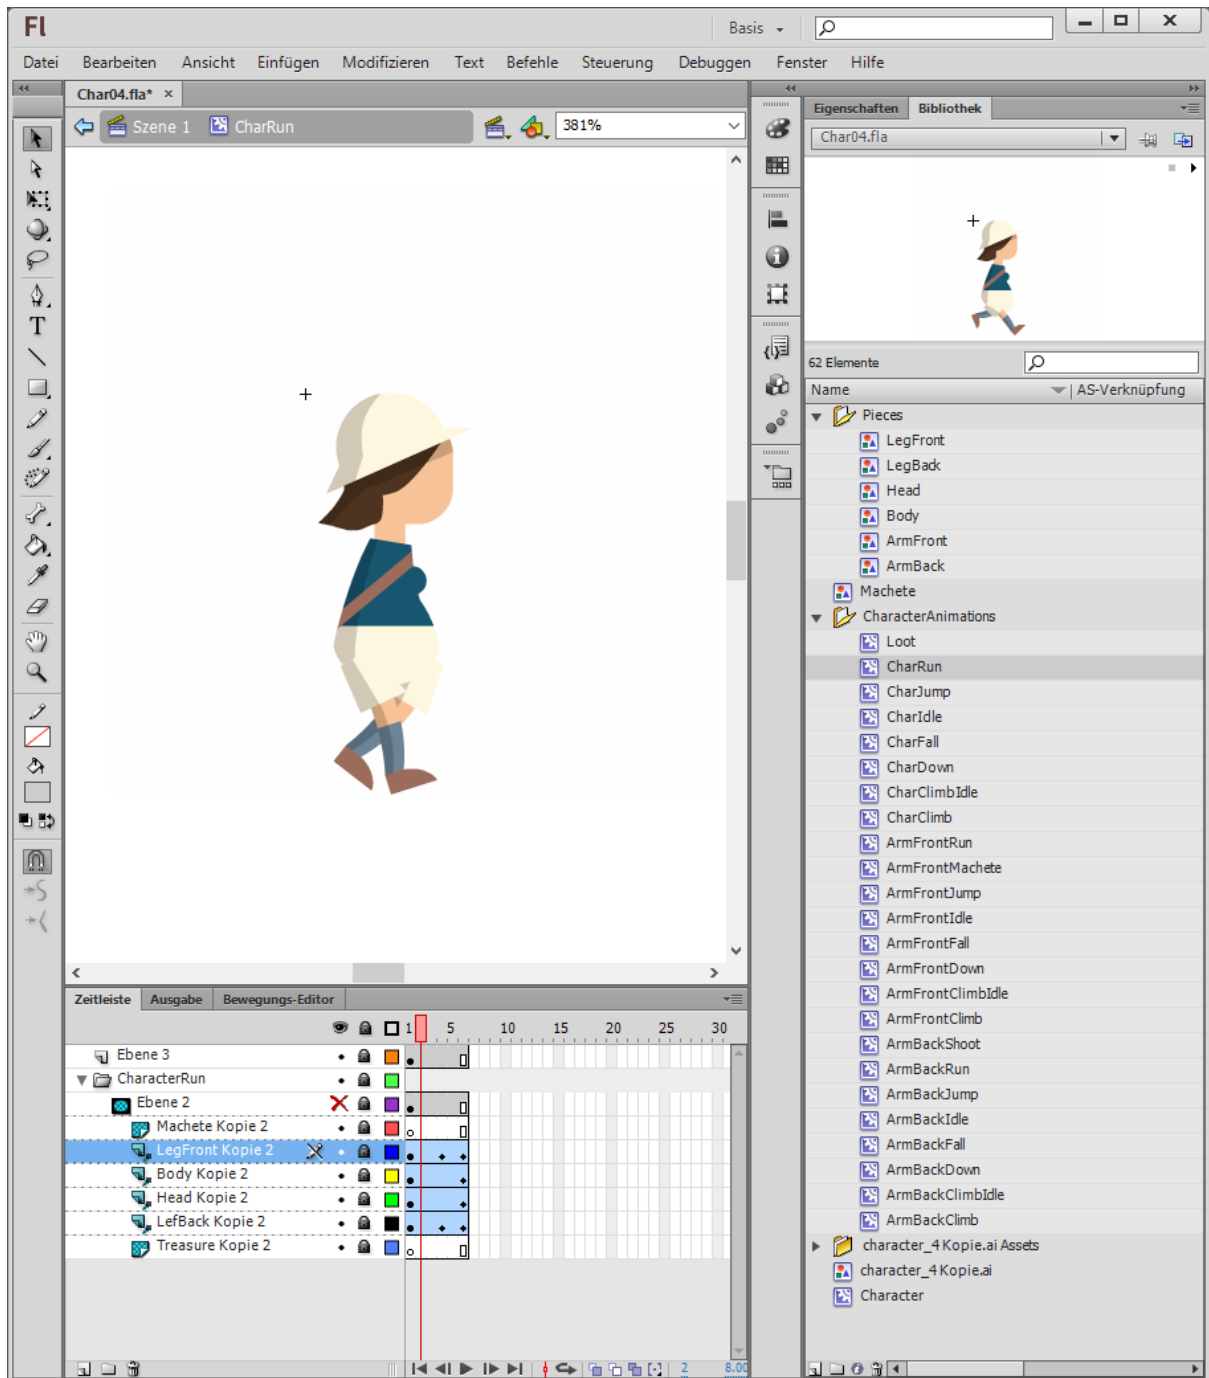 Fl
Basis
Datei Bearbeiten Ansicht Einfügen Modifizieren Text Befehle Steuerung Debuggen Fenster Hilfe
Char04.fla* ×
Szene 1 CharRun 381%
Eigenschaften Bibliothek
Char04.fla
62 Elemente
Name AS-Verknüpfung
Pieces
LegFront
LegBack
Head
Body
ArmFront
ArmBack
Machete
CharacterAnimations
Loot
CharRun
CharJump
CharIdle
CharFall
CharDown
CharClimbIdle
CharClimb
ArmFrontRun
ArmFrontMachete
ArmFrontJump
ArmFrontIdle
ArmFrontFall
ArmFrontDown
ArmFrontClimbIdle
ArmFrontClimb
ArmBackShoot
ArmBackRun
ArmBackJump
ArmBackIdle
ArmBackFall
ArmBackDown
ArmBackClimbIdle
ArmBackClimb
character_4 Kopie.ai Assets
character_4 Kopie.ai
Character
Zeitleiste Ausgabe Bewegungs-Editor
1 5 10 15 20 25 30
Ebene 3
CharacterRun
Ebene 2
Machete Kopie 2
LegFront Kopie 2
Body Kopie 2
Head Kopie 2
LefBack Kopie 2
Treasure Kopie 2
2 8.00